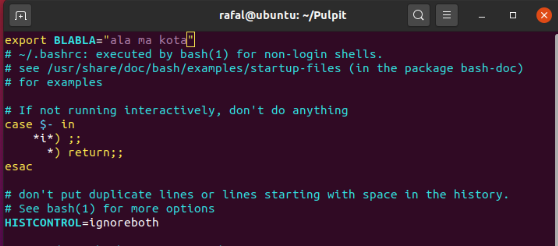 rafal@ubuntu: ~/Pulpit
export BLABLA="ala ma kota"
# ~/.bashrc: executed by bash(1) for non-login shells.
# see /usr/share/doc/bash/examples/startup-files (in the package bash-doc)
# for examples
# If not running interactively, don't do anything
case $- in
    *i*) ;;
      *) return;;
esac
# don't put duplicate lines or lines starting with space in the history.
# See bash(1) for more options
HISTCONTROL=ignoreboth